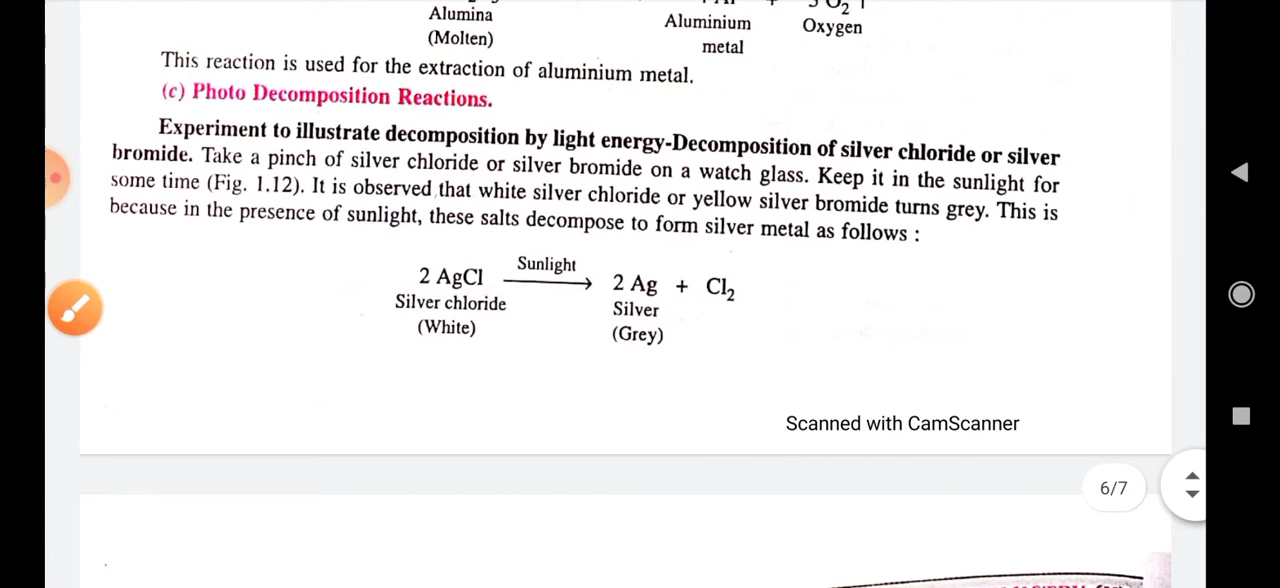 3 O₂ ↑
Alumina Aluminium Oxygen
(Molten) metal
This reaction is used for the extraction of aluminium metal.
(c) Photo Decomposition Reactions.
Experiment to illustrate decomposition by light energy-Decomposition of silver chloride or silver
bromide. Take a pinch of silver chloride or silver bromide on a watch glass. Keep it in the sunlight for
some time (Fig. 1.12). It is observed that white silver chloride or yellow silver bromide turns grey. This is
because in the presence of sunlight, these salts decompose to form silver metal as follows :
Sunlight
2 AgCl ⟶ 2 Ag + Cl₂
Silver chloride Silver
(White) (Grey)
Scanned with CamScanner
6/7